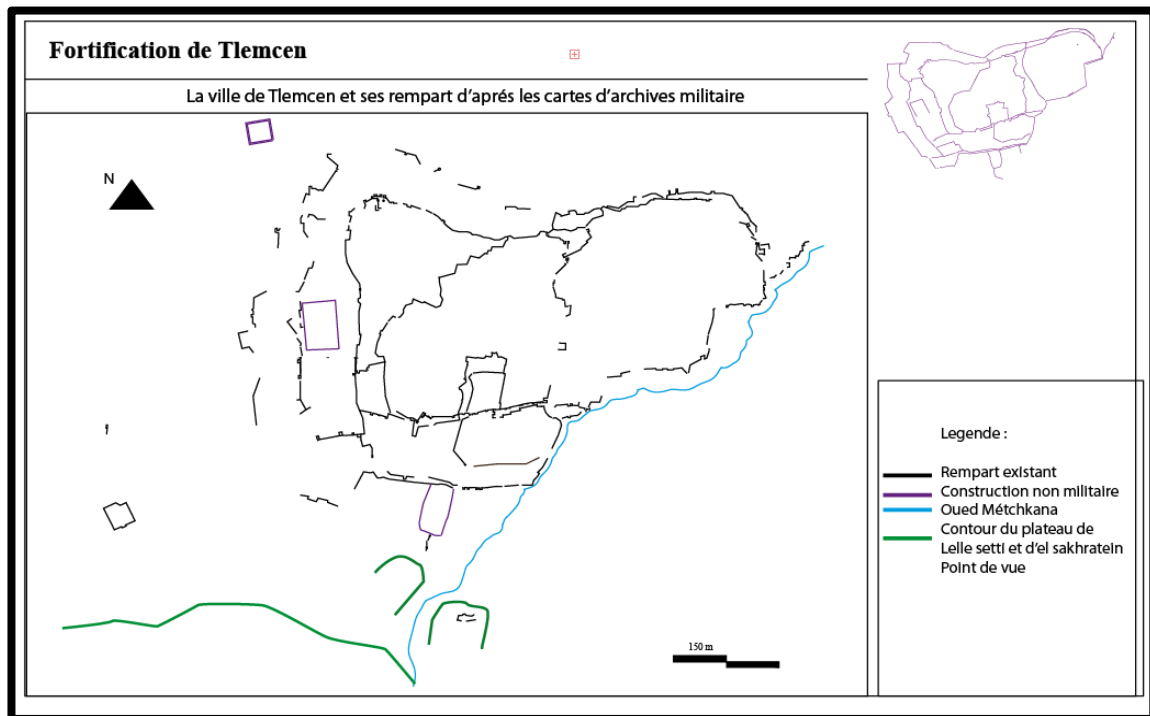 Fortification de Tlemcen
La ville de Tlemcen et ses rempart d'aprés les cartes d'archives militaire
N
Legende :
Rempart existant
Construction non militaire
Oued Métchkana
Contour du plateau de
Lelle setti et d'el sakhratein
Point de vue
150 m